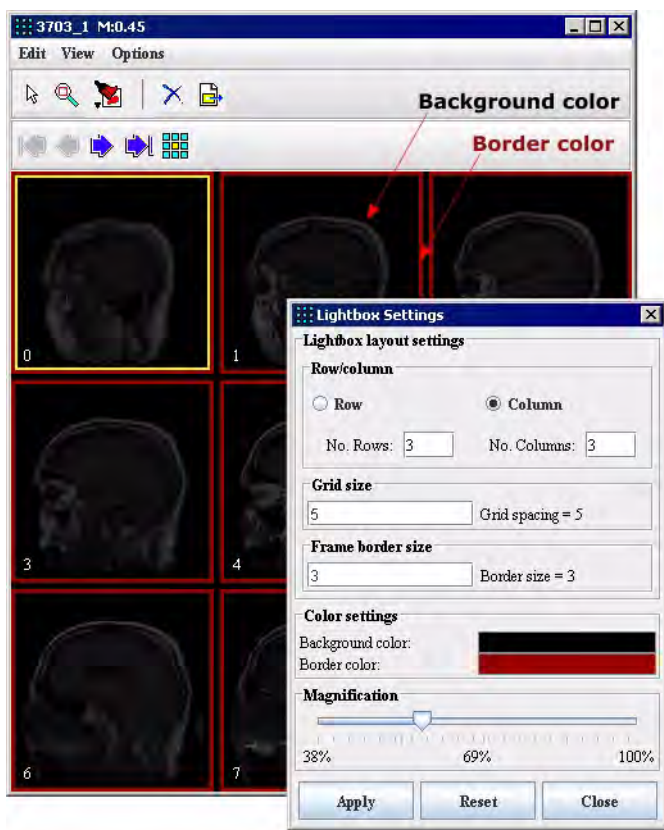 3703_1 M:0.45
Edit View Options
Background color
Border color
0
1
Lightbox Settings
Lightbox layout settings
Row/column
Row
Column
No. Rows: 3
No. Columns: 3
Grid size
5
Grid spacing = 5
3
4
Frame border size
3
Border size = 3
Color settings
Background color:
Border color:
Magnification
38% 69% 100%
6
7
Apply Reset Close